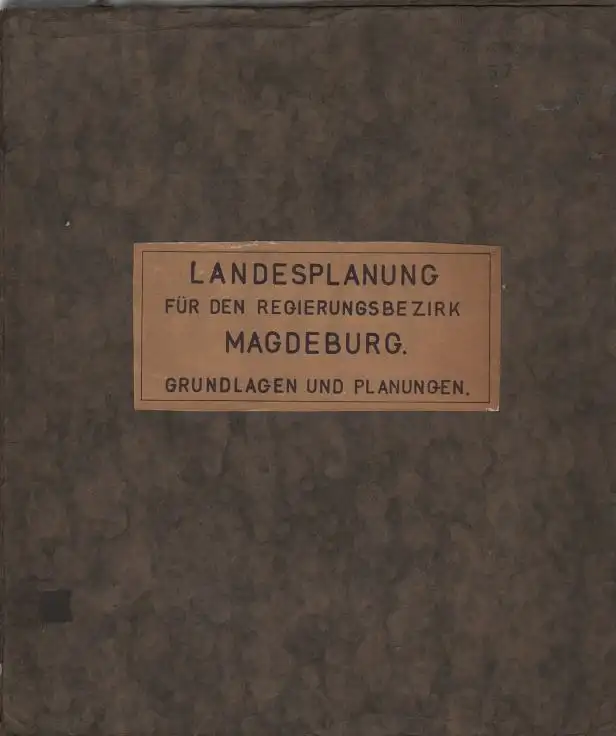 LANDESPLANUNG
FÜR DEN REGIERUNGSBEZIRK
MAGDEBURG.
GRUNDLAGEN UND PLANUNGEN.